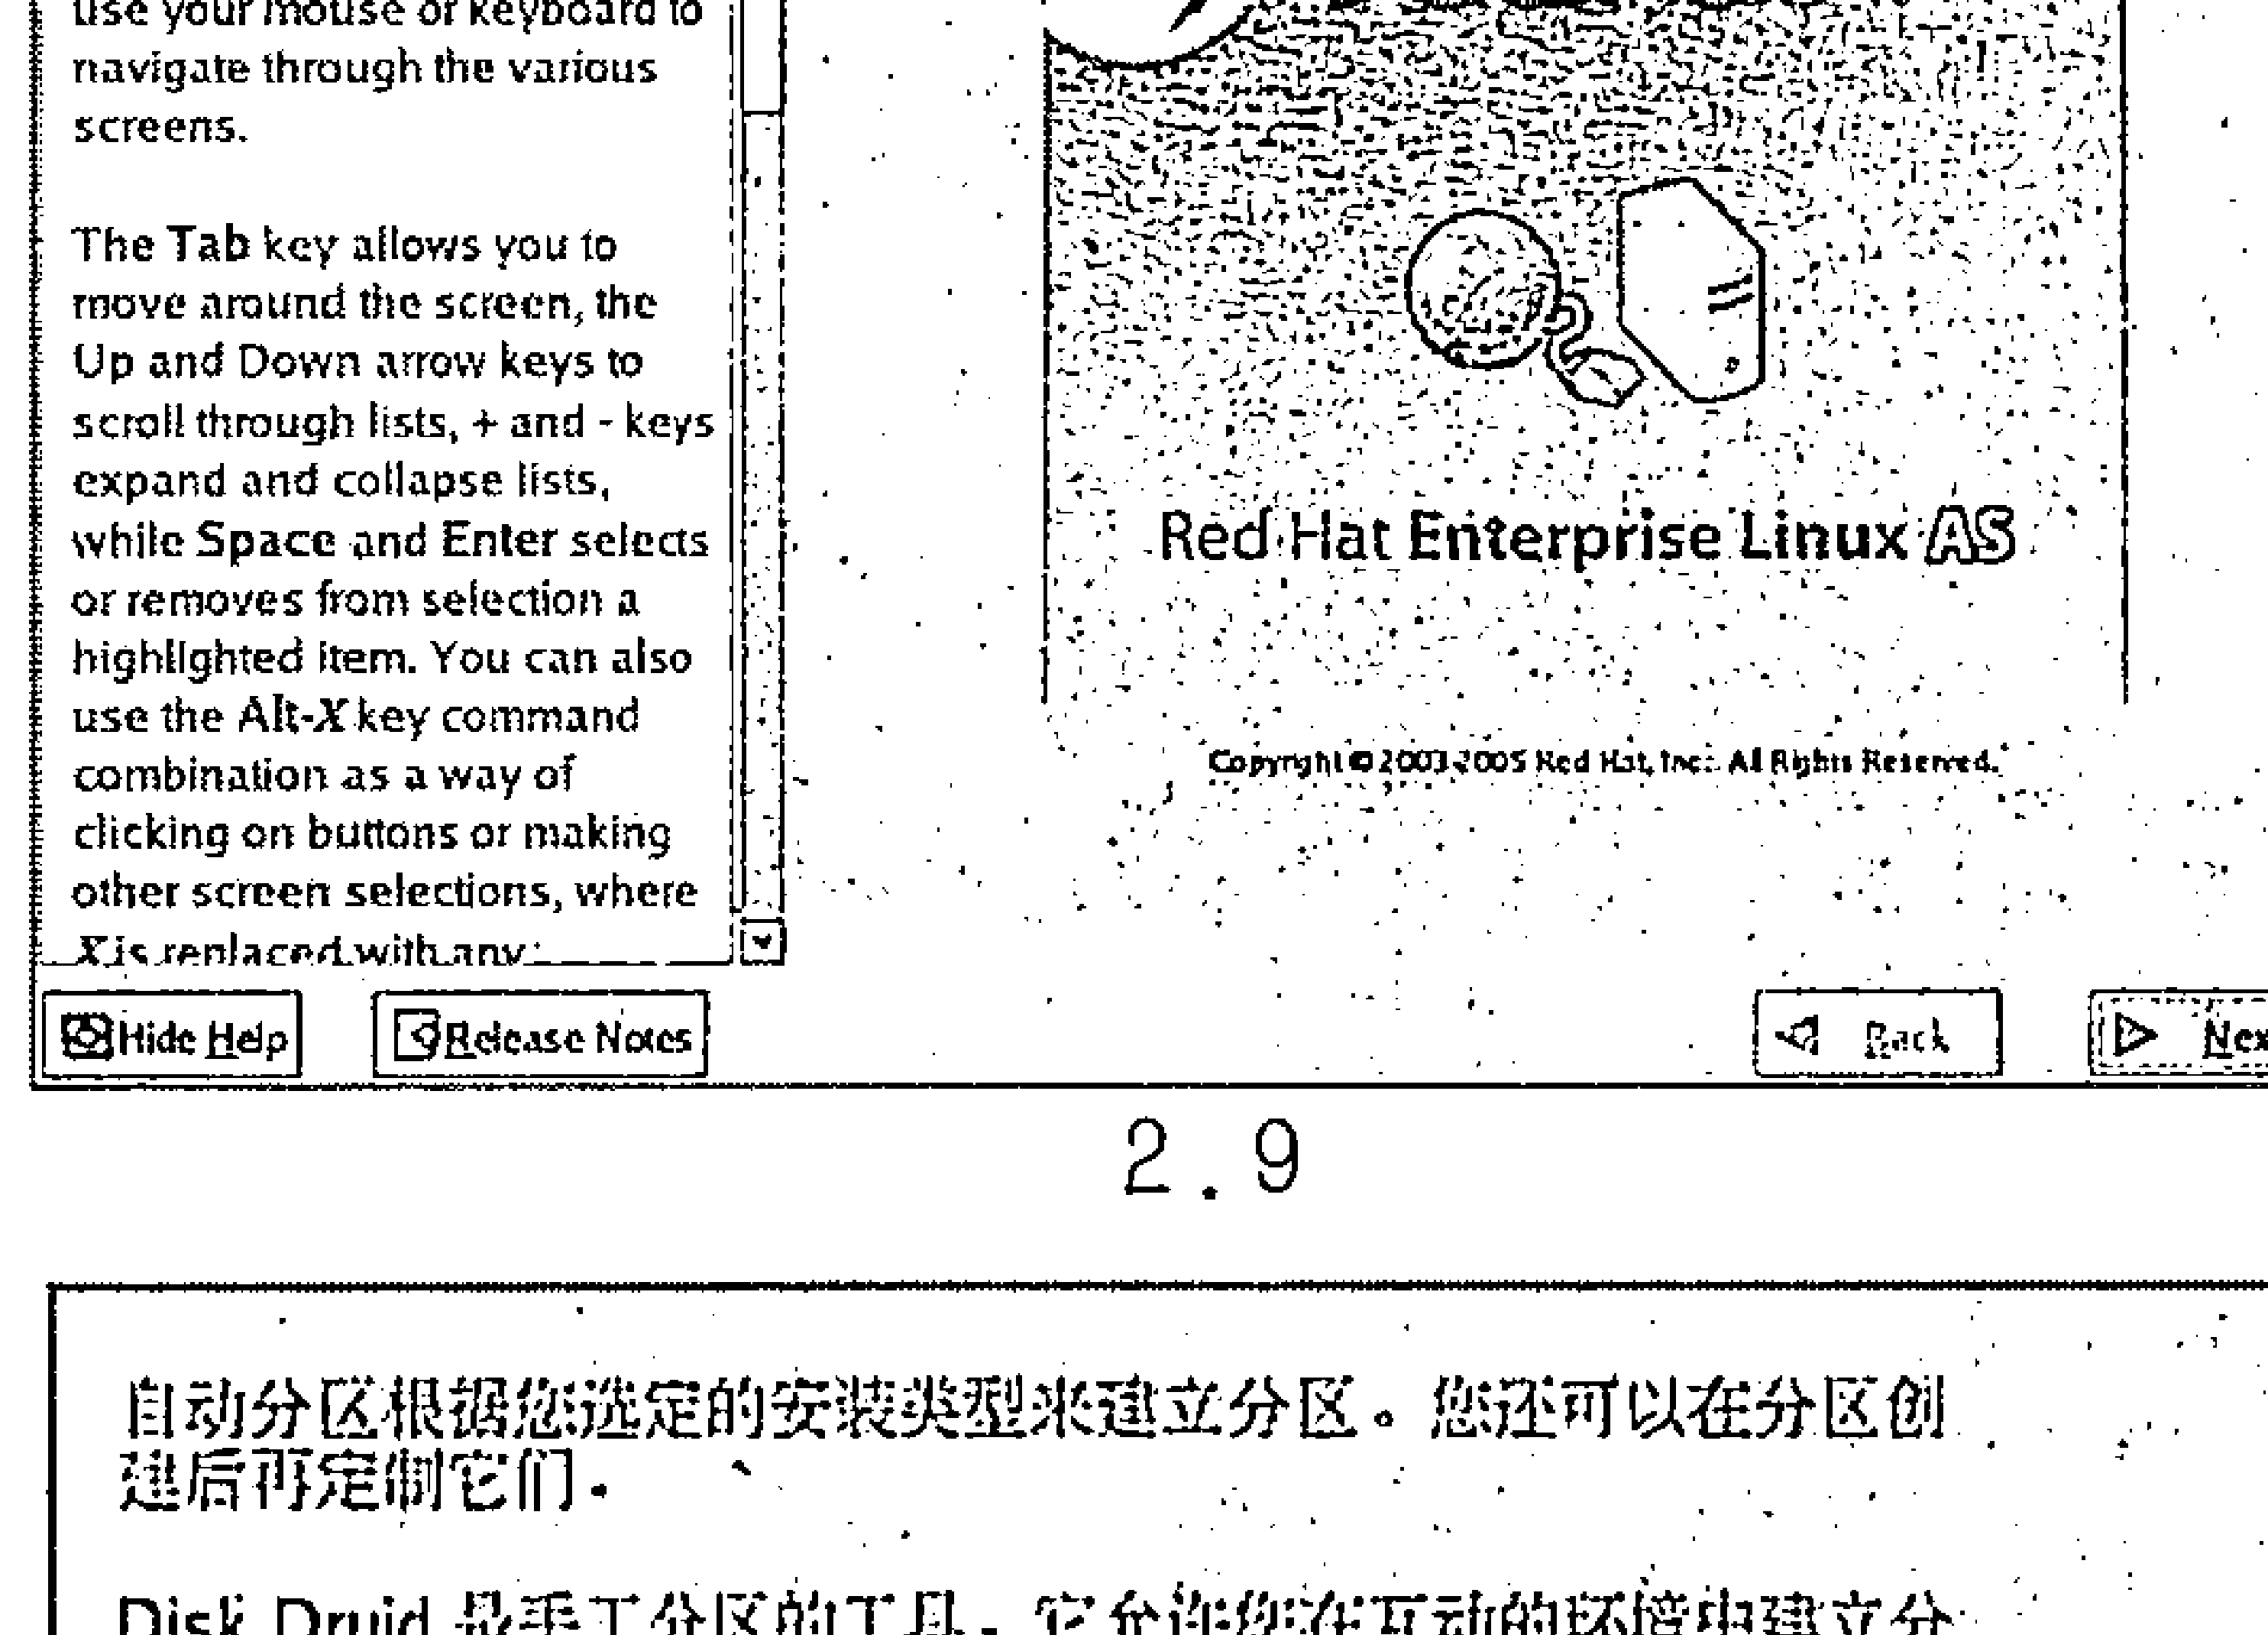 use your mouse or keyboard to
navigate through the various
screens.
The Tab key allows you to
move around the screen, the
Up and Down arrow keys to
scroll through lists, + and - keys
expand and collapse lists,
while Space and Enter selects
or removes from selection a
highlighted item. You can also
use the Alt-X key command
combination as a way of
clicking on buttons or making
other screen selections, where
X is replaced with any
Red Hat Enterprise Linux AS
Copyright © 2003-2005 Red Hat, Inc. All Rights Reserved.
Hide Help
Release Notes
Back
Nex
2.9
自动分区根据您选定的安装类型来建立分区。您还可以在分区创
建后再定制它们.
Disk Druid 是手工分区的工具. 它允许您在互动的环境中建立分